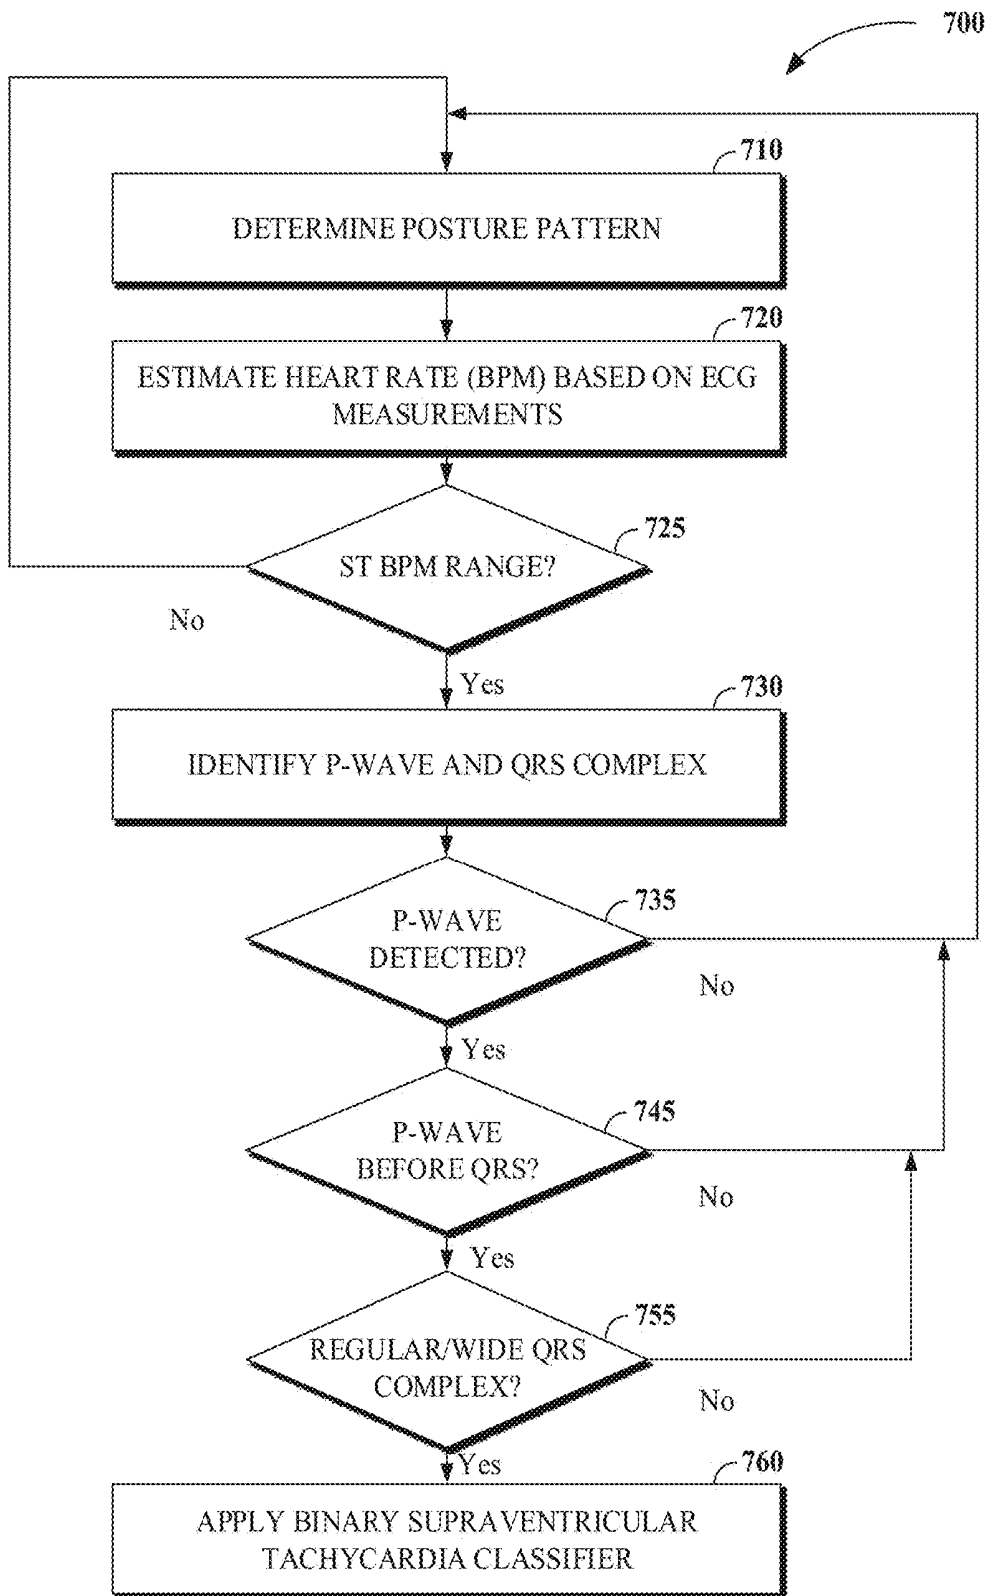 700
710
DETERMINE POSTURE PATTERN
720
ESTIMATE HEART RATE (BPM) BASED ON ECG
MEASUREMENTS
725
ST BPM RANGE?
No
Yes
730
IDENTIFY P-WAVE AND QRS COMPLEX
735
P-WAVE
DETECTED?
No
Yes
745
P-WAVE
BEFORE QRS?
No
Yes
755
REGULAR/WIDE QRS
COMPLEX?
No
Yes
760
APPLY BINARY SUPRAVENTRICULAR
TACHYCARDIA CLASSIFIER